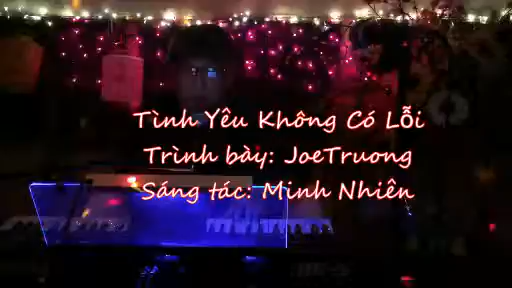 Tình Yêu Không Có Lỗi
Trình bày: JoeTruong
Sáng tác: Minh Nhiên